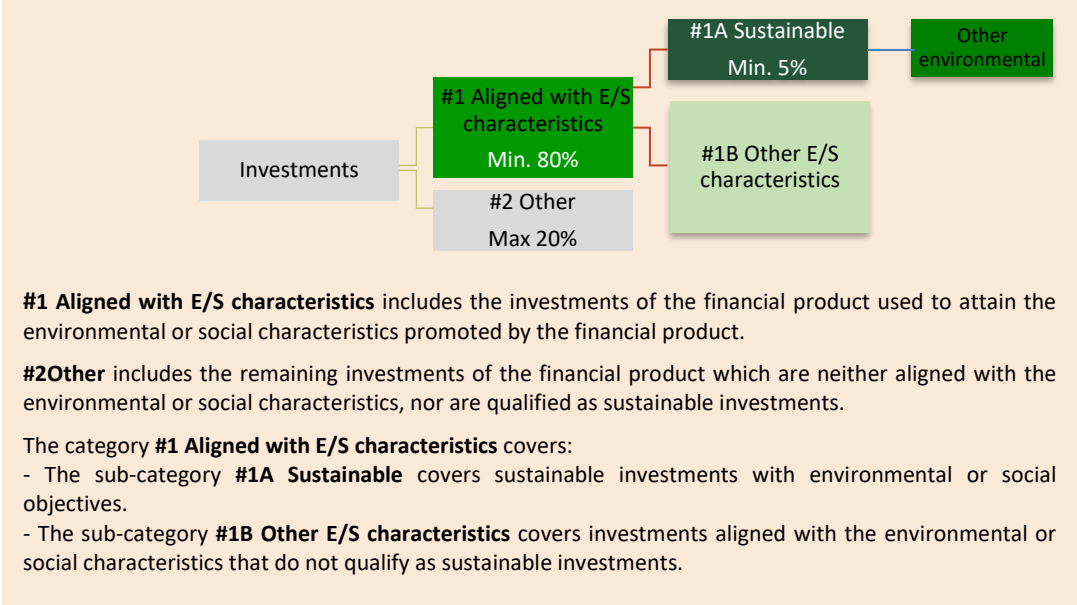 #1A Sustainable
Min. 5%
Other
environmental
#1 Aligned with E/S
characteristics
Min. 80%
#1B Other E/S
characteristics
Investments
#2 Other
Max 20%
#1 Aligned with E/S characteristics includes the investments of the financial product used to attain the
environmental or social characteristics promoted by the financial product.
#2Other includes the remaining investments of the financial product which are neither aligned with the
environmental or social characteristics, nor are qualified as sustainable investments.
The category #1 Aligned with E/S characteristics covers:
- The sub-category #1A Sustainable covers sustainable investments with environmental or social
objectives.
- The sub-category #1B Other E/S characteristics covers investments aligned with the environmental or
social characteristics that do not qualify as sustainable investments.